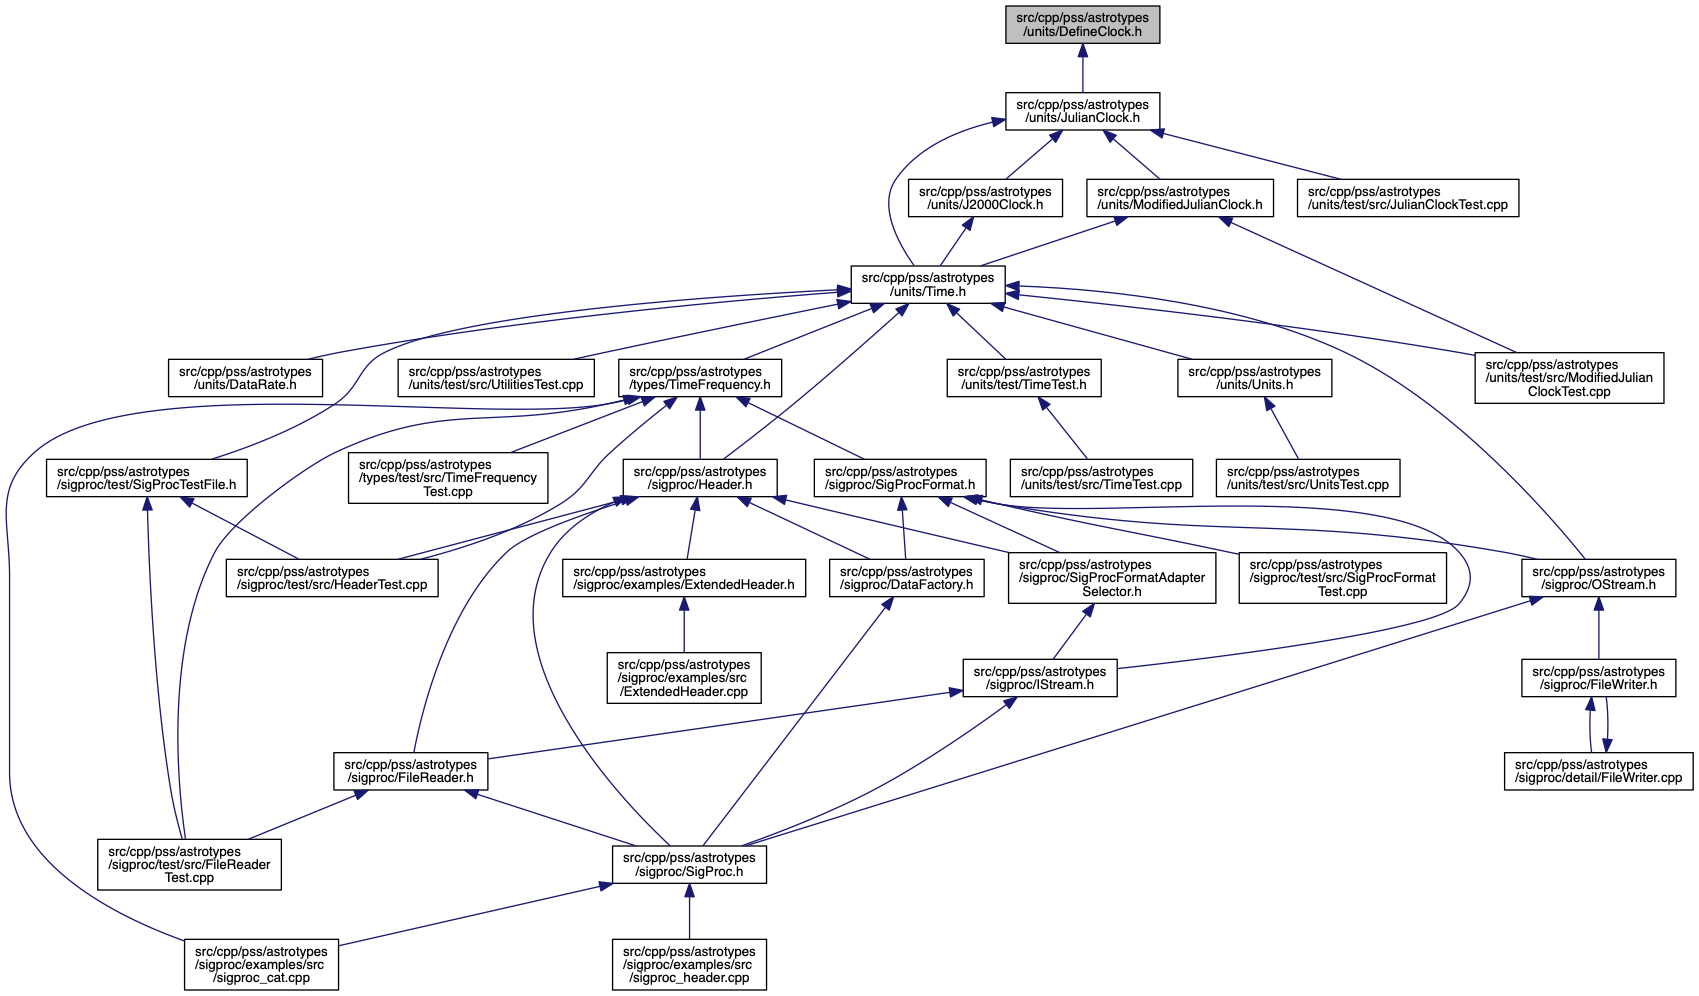 src/cpp/pss/astrotypes
/units/DefineClock.h
src/cpp/pss/astrotypes
/units/JulianClock.h
src/cpp/pss/astrotypes
/units/J2000Clock.h
src/cpp/pss/astrotypes
/units/ModifiedJulianClock.h
src/cpp/pss/astrotypes
/units/test/src/JulianClockTest.cpp
src/cpp/pss/astrotypes
/units/Time.h
src/cpp/pss/astrotypes
/units/DataRate.h
src/cpp/pss/astrotypes
/units/test/src/UtilitiesTest.cpp
src/cpp/pss/astrotypes
/types/TimeFrequency.h
src/cpp/pss/astrotypes
/units/test/TimeTest.h
src/cpp/pss/astrotypes
/units/Units.h
src/cpp/pss/astrotypes
/units/test/src/ModifiedJulian
ClockTest.cpp
src/cpp/pss/astrotypes
/sigproc/test/SigProcTestFile.h
src/cpp/pss/astrotypes
/types/test/src/TimeFrequency
Test.cpp
src/cpp/pss/astrotypes
/sigproc/Header.h
src/cpp/pss/astrotypes
/sigproc/SigProcFormat.h
src/cpp/pss/astrotypes
/units/test/src/TimeTest.cpp
src/cpp/pss/astrotypes
/units/test/src/UnitsTest.cpp
src/cpp/pss/astrotypes
/sigproc/test/src/HeaderTest.cpp
src/cpp/pss/astrotypes
/sigproc/examples/ExtendedHeader.h
src/cpp/pss/astrotypes
/sigproc/DataFactory.h
src/cpp/pss/astrotypes
/sigproc/SigProcFormatAdapter
Selector.h
src/cpp/pss/astrotypes
/sigproc/test/src/SigProcFormat
Test.cpp
src/cpp/pss/astrotypes
/sigproc/OStream.h
src/cpp/pss/astrotypes
/sigproc/examples/src
/ExtendedHeader.cpp
src/cpp/pss/astrotypes
/sigproc/IStream.h
src/cpp/pss/astrotypes
/sigproc/FileWriter.h
src/cpp/pss/astrotypes
/sigproc/FileReader.h
src/cpp/pss/astrotypes
/sigproc/detail/FileWriter.cpp
src/cpp/pss/astrotypes
/sigproc/test/src/FileReader
Test.cpp
src/cpp/pss/astrotypes
/sigproc/SigProc.h
src/cpp/pss/astrotypes
/sigproc/examples/src
/sigproc_cat.cpp
src/cpp/pss/astrotypes
/sigproc/examples/src
/sigproc_header.cpp